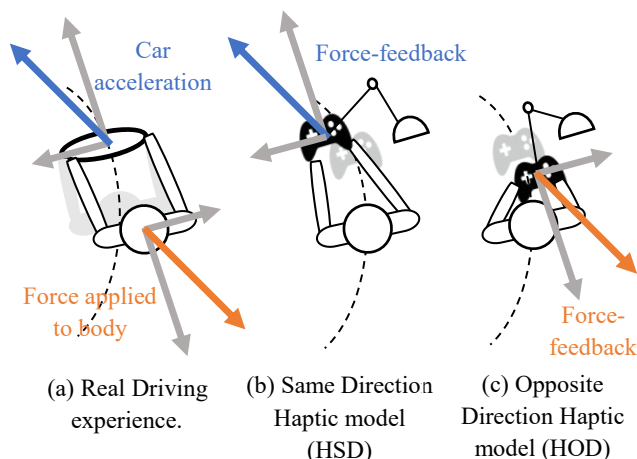 Car
acceleration
Force-feedback
Force applied
to body
Force-
feedback
(a) Real Driving
experience.
(b) Same Direction
Haptic model
(HSD)
(c) Opposite
Direction Haptic
model (HOD)